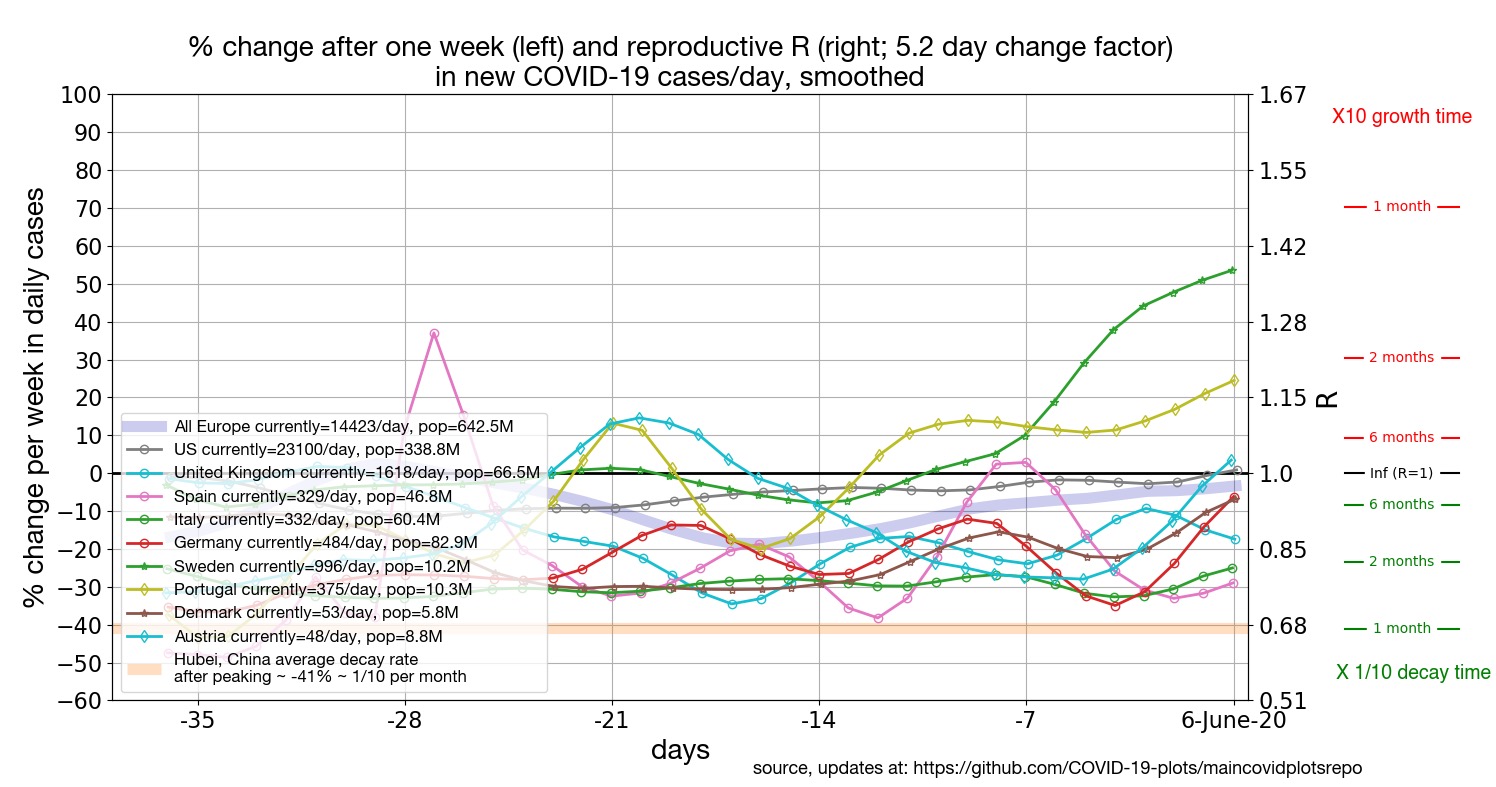 % change after one week (left) and reproductive R (right; 5.2 day change factor)
in new COVID-19 cases/day, smoothed
% change per week in daily cases
100
90
80
70
60
50
40
30
20
10
0
−10
−20
−30
−40
−50
−60
All Europe currently=14423/day, pop=642.5M
US currently=23100/day, pop=338.8M
United Kingdom currently=1618/day, pop=66.5M
Spain currently=329/day, pop=46.8M
Italy currently=332/day, pop=60.4M
Germany currently=484/day, pop=82.9M
Sweden currently=996/day, pop=10.2M
Portugal currently=375/day, pop=10.3M
Denmark currently=53/day, pop=5.8M
Austria currently=48/day, pop=8.8M
Hubei, China average decay rate
after peaking ~ -41% ~ 1/10 per month
1.67
1.55
1.42
1.28
1.15
1.0
0.85
0.68
0.51
R
X10 growth time
1 month
2 months
6 months
Inf (R=1)
6 months
2 months
1 month
X 1/10 decay time
-35
-28
-21
-14
-7
6-June-20
days
source, updates at: https://github.com/COVID-19-plots/maincovidplotsrepo